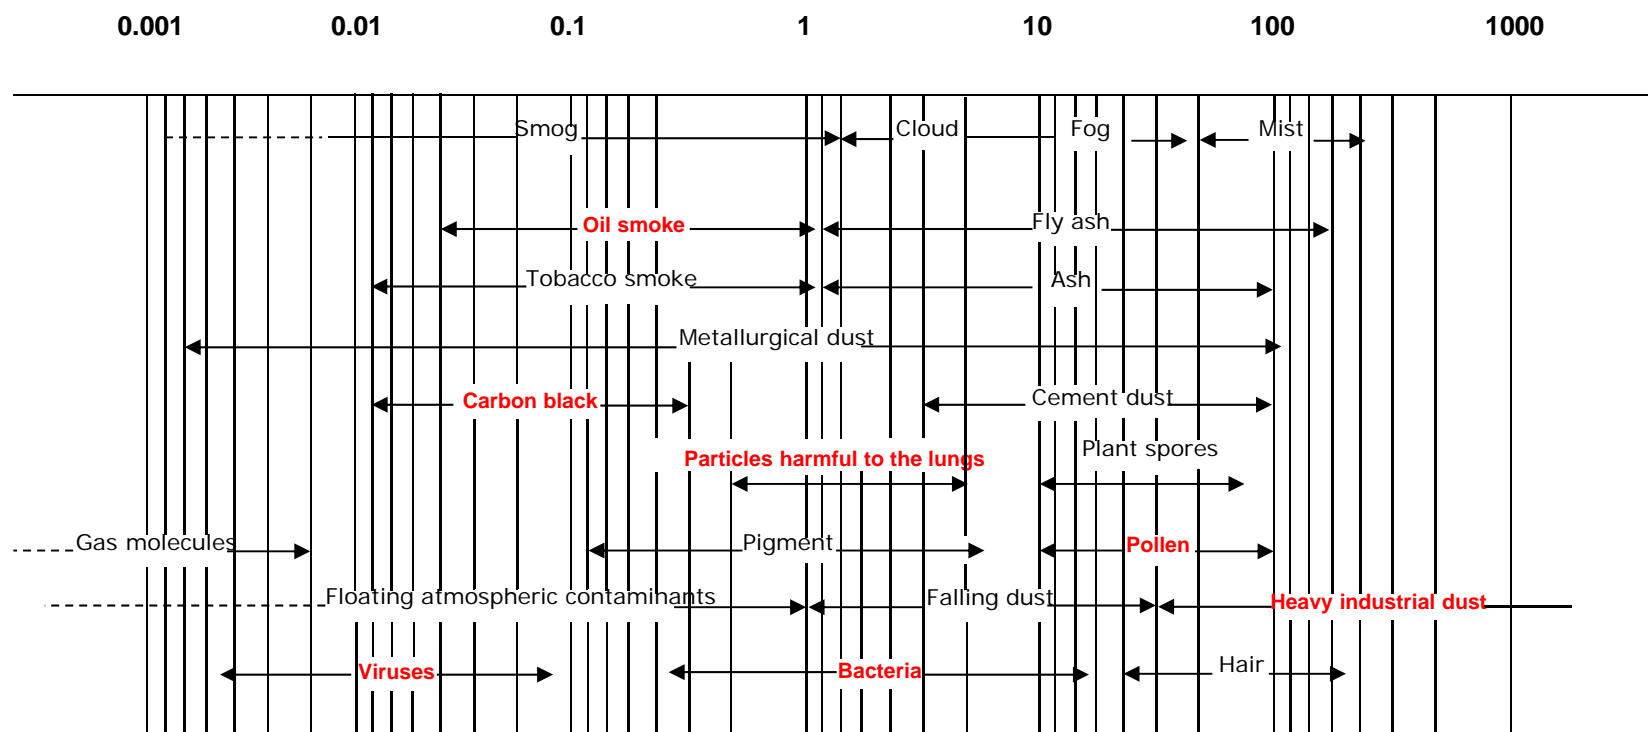 0.001 0.01 0.1 1 10 100 1000
Smog Cloud Fog Mist
Oil smoke Fly ash
Tobacco smoke Ash
Metallurgical dust
Carbon black Cement dust
Plant spores
Particles harmful to the lungs
Gas molecules Pigment Pollen
Floating atmospheric contaminants Falling dust Heavy industrial dust
Viruses Bacteria Hair